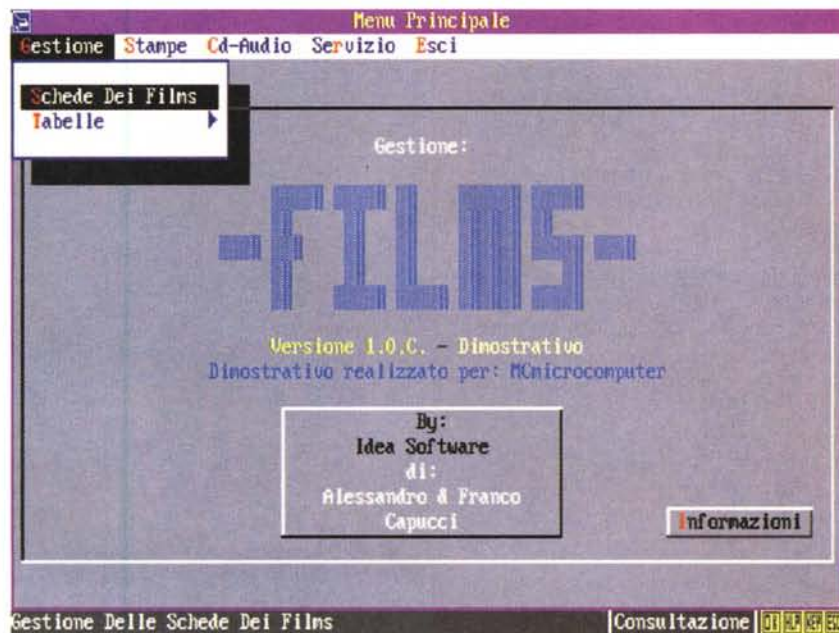 Menu Principale
Gestione Stampe Cd-Audio Servizio Esci
Schede Dei Films
Tabelle
Gestione:
-FILMS-
Versione 1.0.C. - Dimostrativo
Dimostrativo realizzato per: MCmicrocomputer
By:
Idea Software
di:
Alessandro & Franco
Capucci
Informazioni
Gestione Delle Schede Dei Films
Consultazione